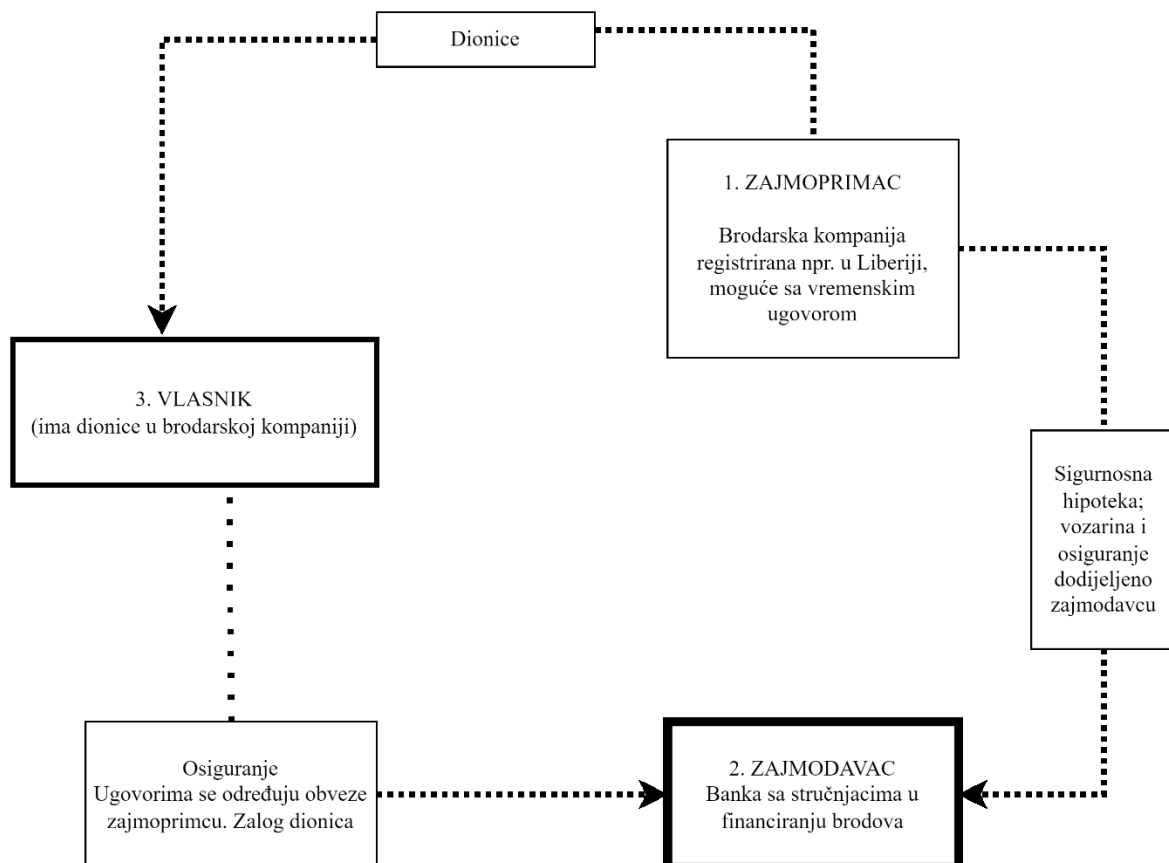 Dionice
1. ZAJMOPRIMAC
Brodarska kompanija
registrirana npr. u Liberiji,
moguće sa vremenskim
ugovorom
3. VLASNIK
(ima dionice u brodarskoj kompaniji)
Sigurnosna
hipoteka;
vozarina i
osiguranje
dodijeljeno
zajmodavcu
Osiguranje
Ugovorima se određuju obveze
zajmoprimcu. Zalog dionica
2. ZAJMODAVAC
Banka sa stručnjacima u
financiranju brodova